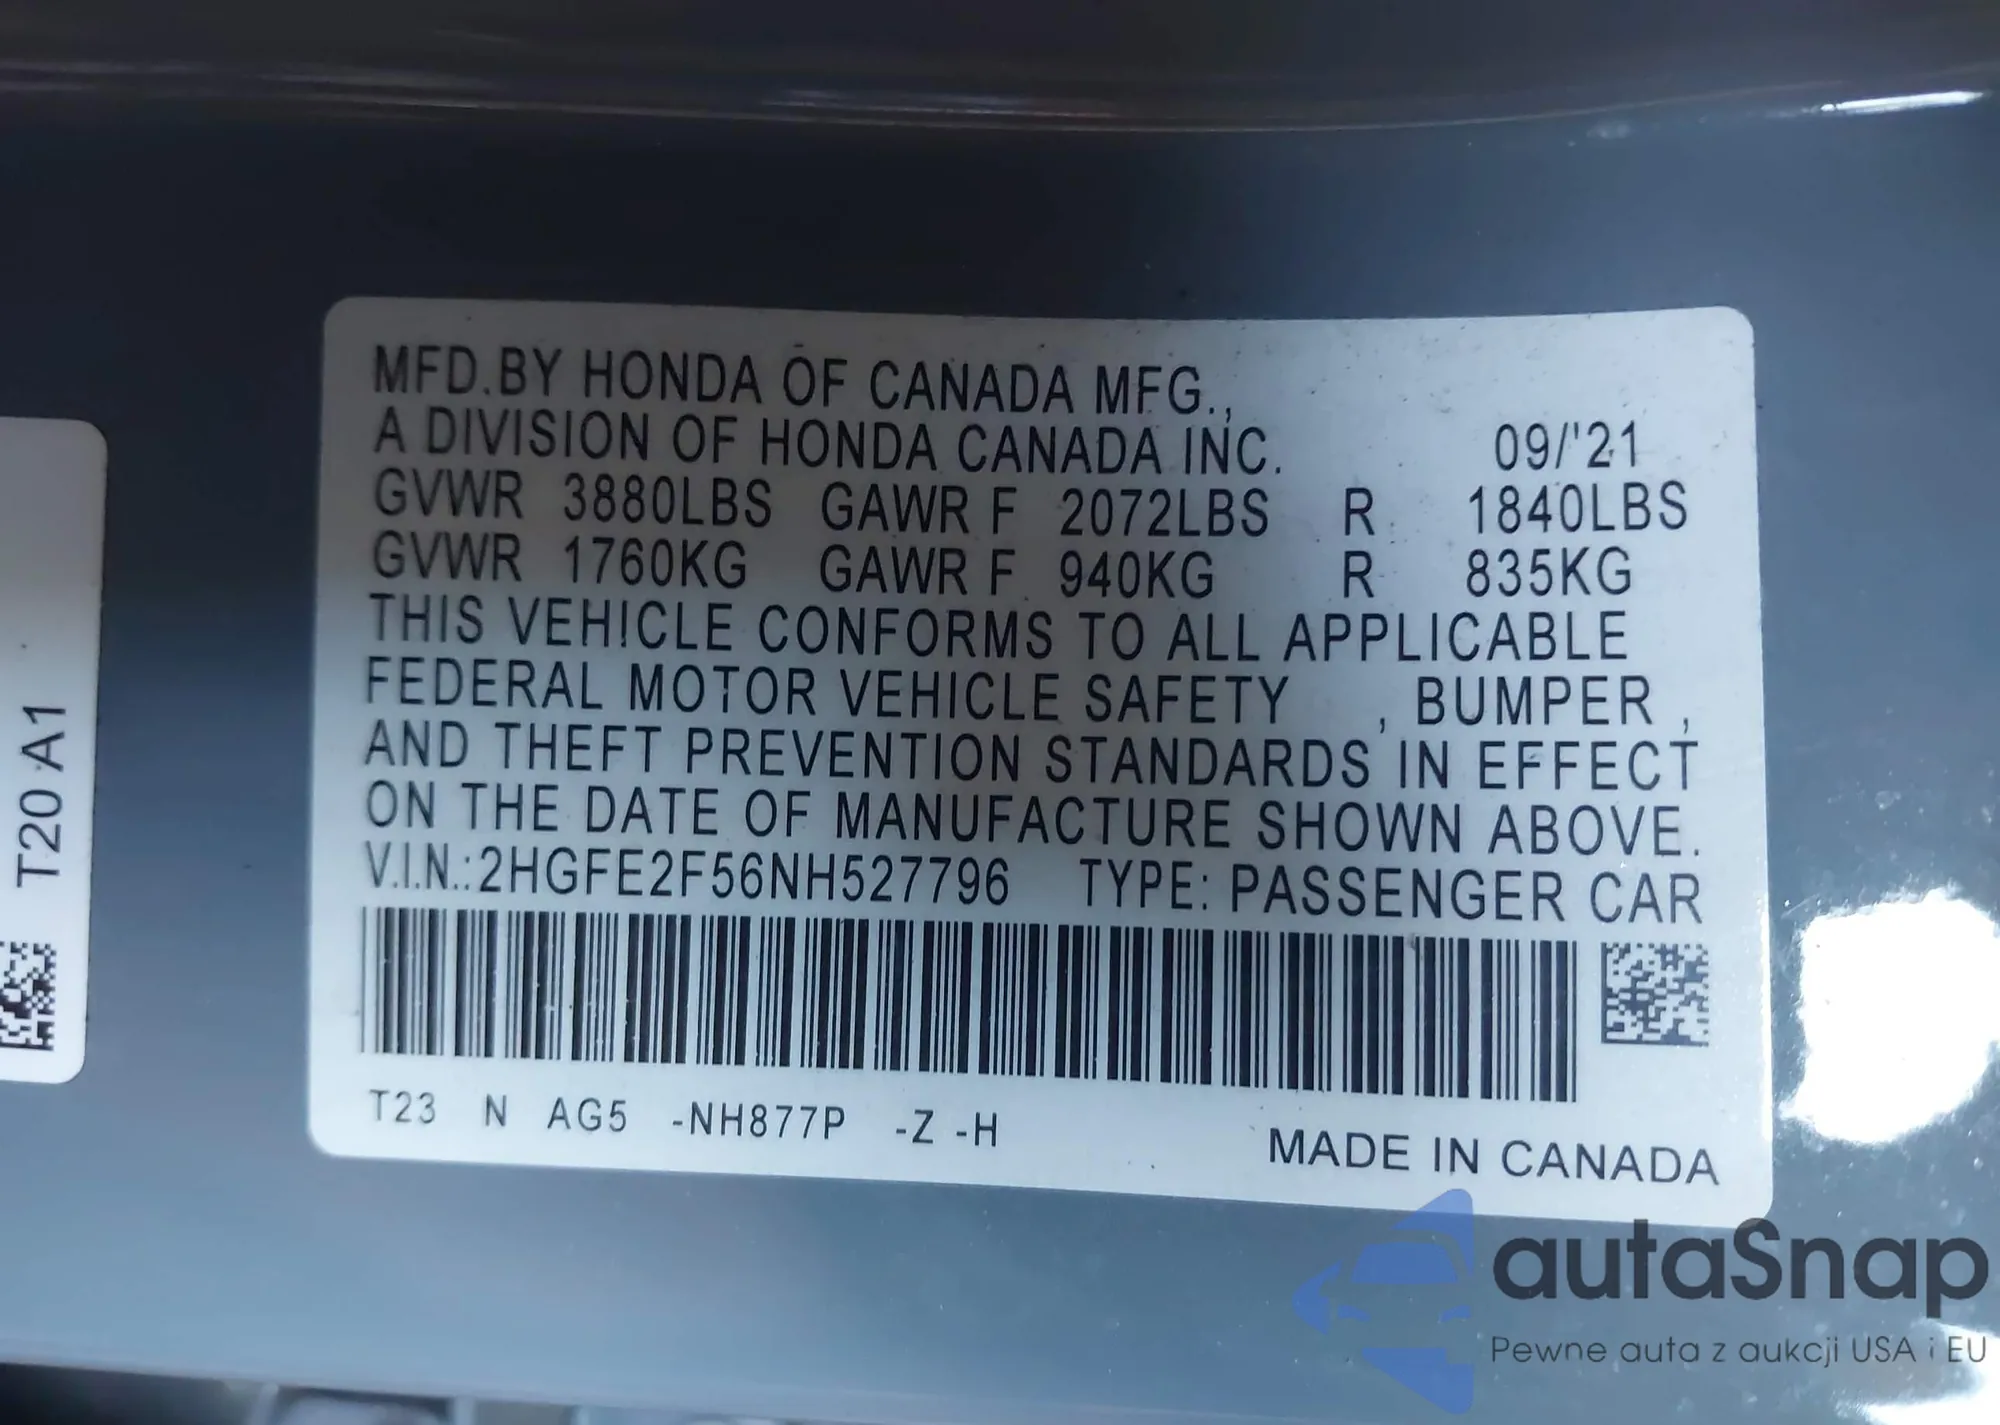 MFD.BY HONDA OF CANADA MFG.,
A DIVISION OF HONDA CANADA INC. 09/'21
GVWR 3880LBS GAWR F 2072LBS R 1840LBS
GVWR 1760KG GAWR F 940KG R 835KG
THIS VEHICLE CONFORMS TO ALL APPLICABLE
FEDERAL MOTOR VEHICLE SAFETY , BUMPER ,
AND THEFT PREVENTION STANDARDS IN EFFECT
ON THE DATE OF MANUFACTURE SHOWN ABOVE.
V.I.N.:2HGFE2F56NH527796 TYPE: PASSENGER CAR
T23 N AG5 -NH877P -Z -H
MADE IN CANADA
T20 A1
autaSnap
Pewne auta z aukcji USA i EU